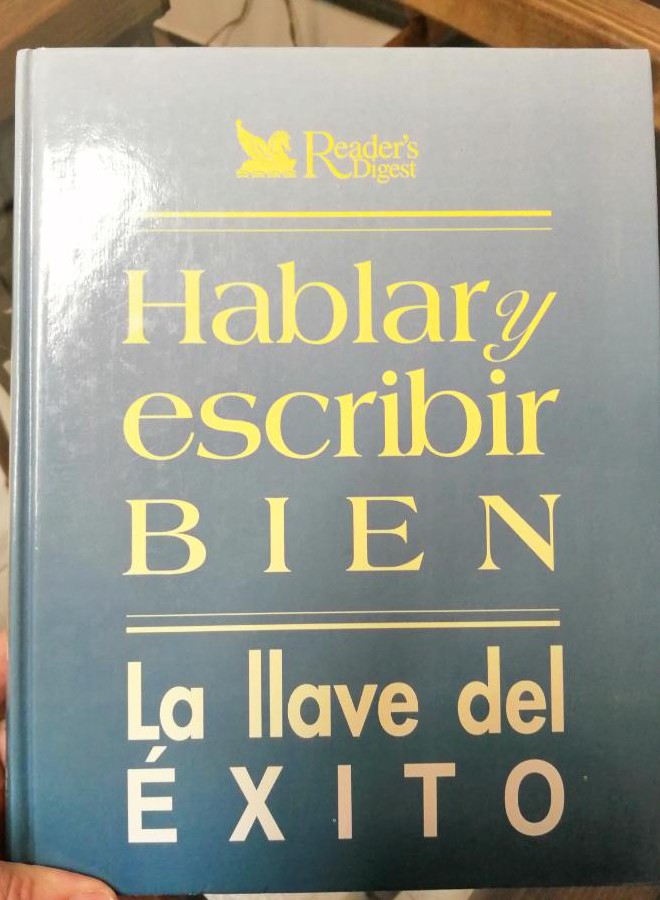 Reader's
Digest
Hablar y
escribir
BIEN
La llave del
ÉXITO